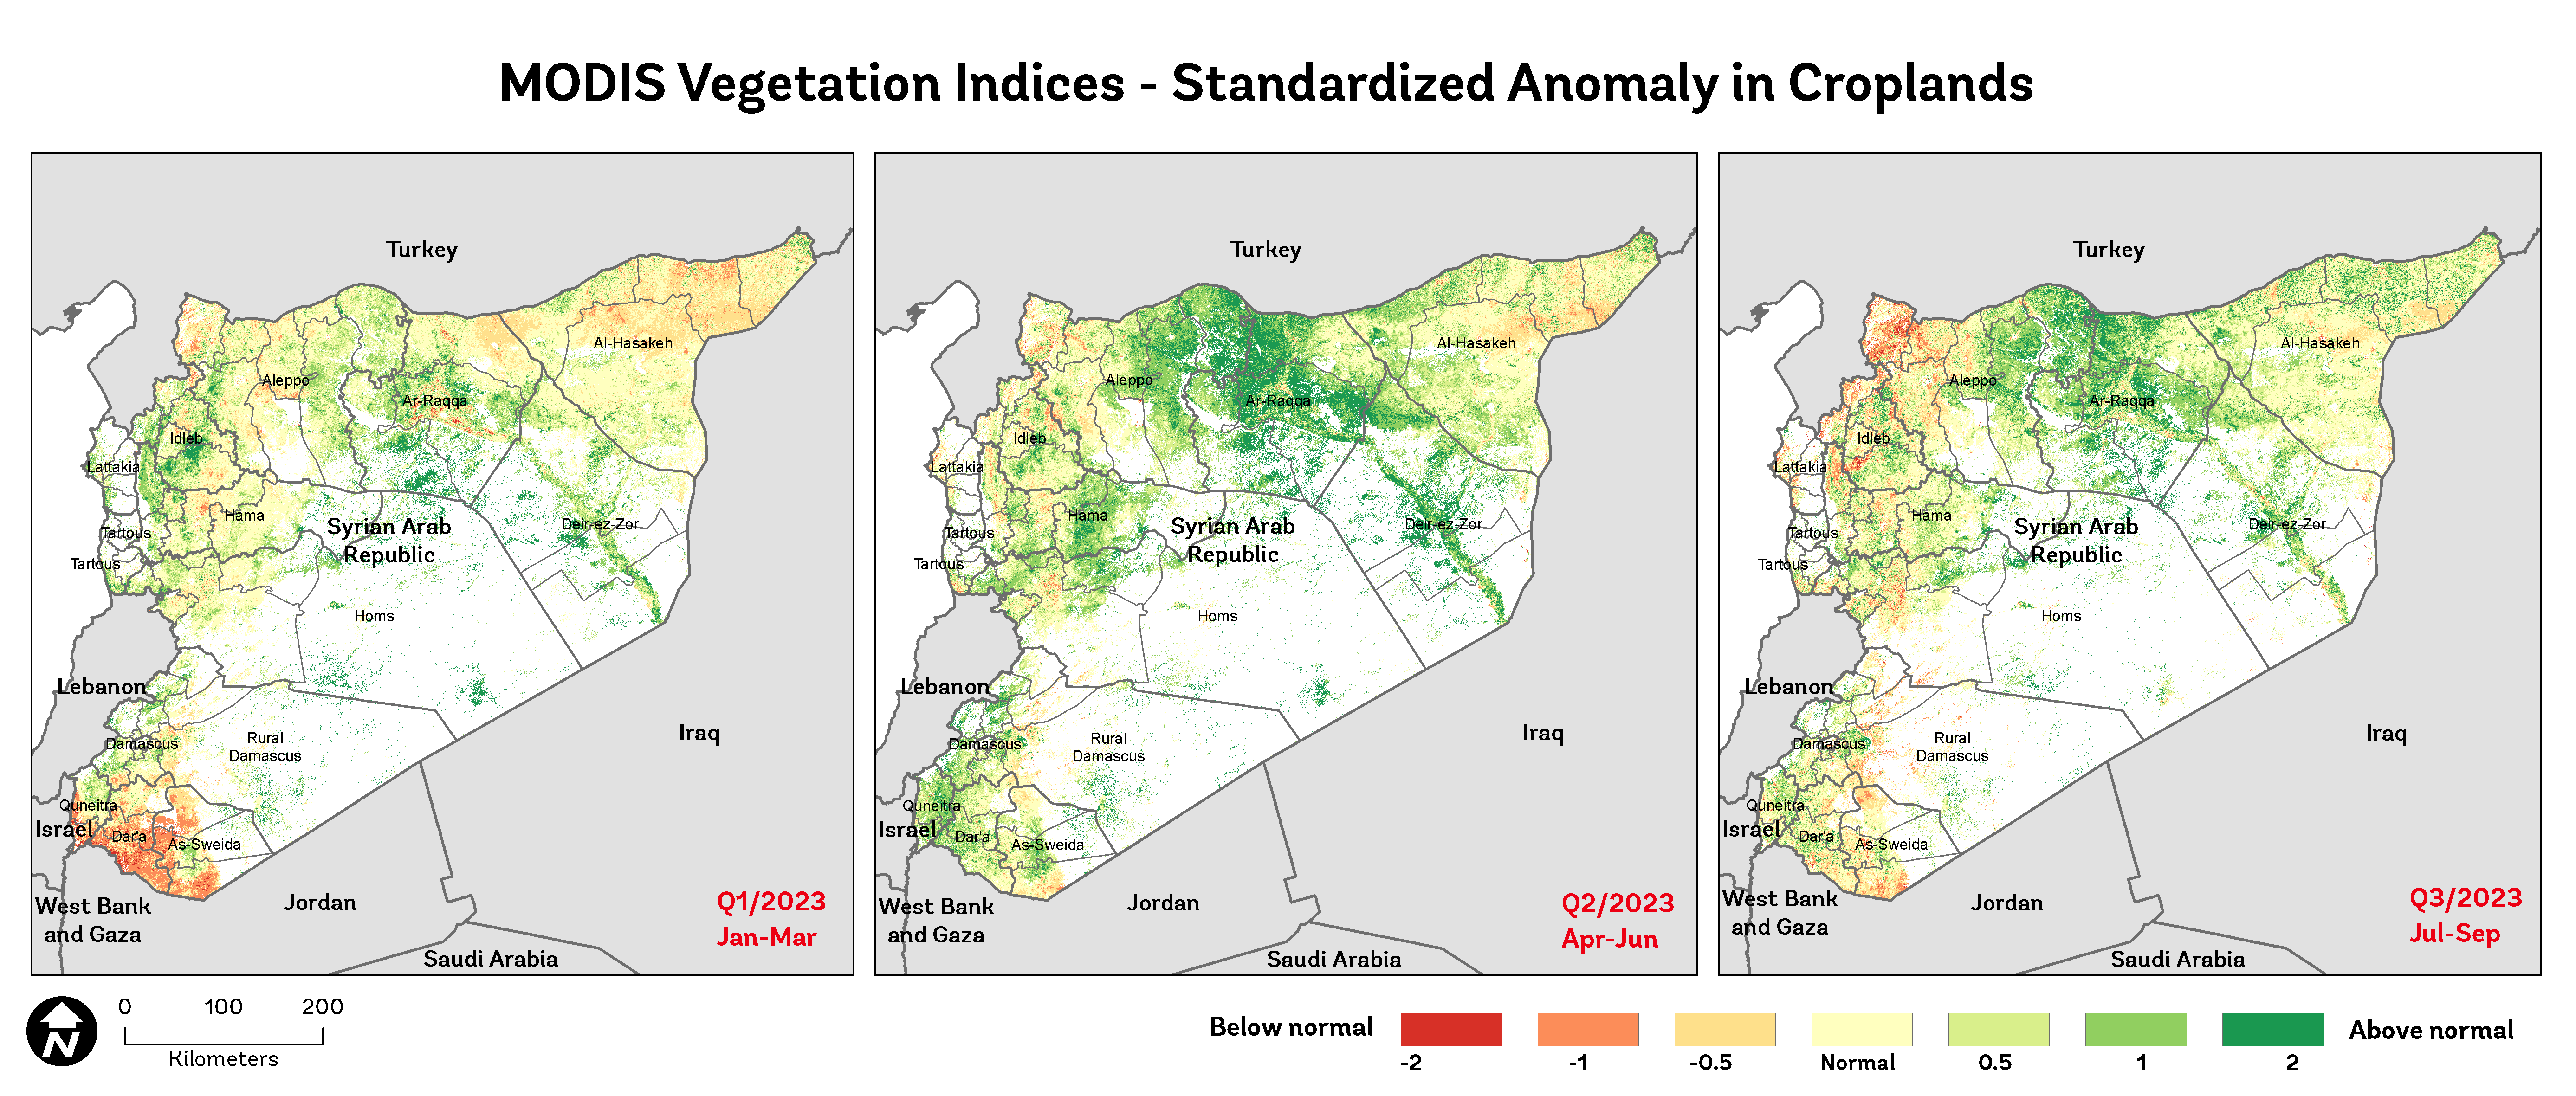 MODIS Vegetation Indices - Standardized Anomaly in Croplands
Turkey
Al-Hasakeh
Aleppo
Ar-Raqqa
Idleb
Lattakia
Hama
Syrian Arab
Republic
Deir-ez-Zor
Tartous
Tartous
Homs
Lebanon
Iraq
Rural
Damascus
Damascus
Quneitra
Israel
Dar'a
As-Sweida
West Bank
and Gaza
Jordan
Saudi Arabia
Q1/2023
Jan-Mar
Turkey
Al-Hasakeh
Aleppo
Ar-Raqqa
Idleb
Lattakia
Hama
Syrian Arab
Republic
Deir-ez-Zor
Tartous
Tartous
Homs
Lebanon
Iraq
Rural
Damascus
Damascus
Quneitra
Israel
Dar'a
As-Sweida
West Bank
and Gaza
Jordan
Saudi Arabia
Q2/2023
Apr-Jun
Turkey
Al-Hasakeh
Aleppo
Ar-Raqqa
Idleb
Lattakia
Hama
Syrian Arab
Republic
Deir-ez-Zor
Tartous
Tartous
Homs
Lebanon
Iraq
Rural
Damascus
Damascus
Quneitra
Israel
Dar'a
As-Sweida
West Bank
and Gaza
Jordan
Saudi Arabia
Q3/2023
Jul-Sep
N
0 100 200
Kilometers
Below normal
Above normal
-2 -1 -0.5 Normal 0.5 1 2